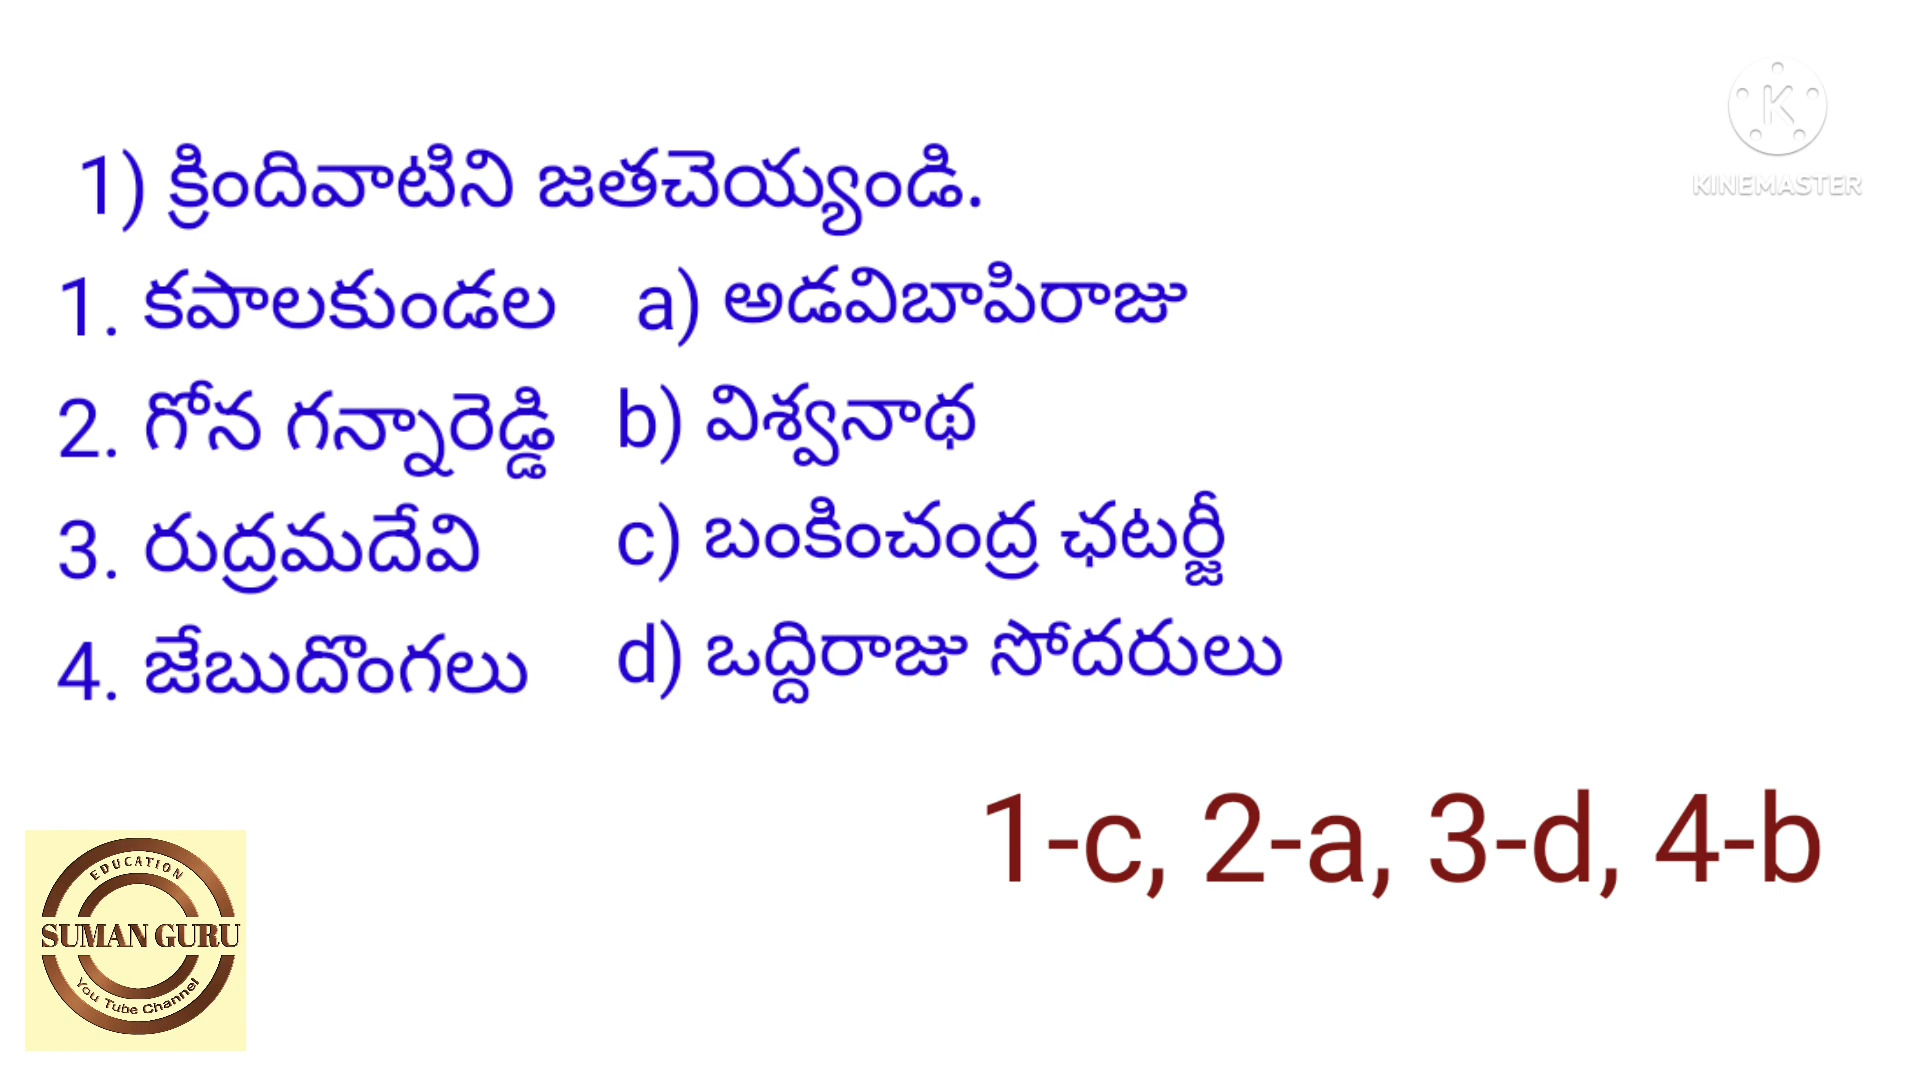 KINEMASTER
1) క్రిందివాటిని జతచెయ్యండి.
1. కపాలకుండల a) అడవిబాపిరాజు
2. గోన గన్నారెడ్డి b) విశ్వనాథ
3. రుద్రమదేవి c) బంకించంద్ర ఛటర్జీ
4. జేబుదొంగలు d) ఒద్దిరాజు సోదరులు
1-c, 2-a, 3-d, 4-b
EDUCATION
SUMAN GURU
You Tube Channel